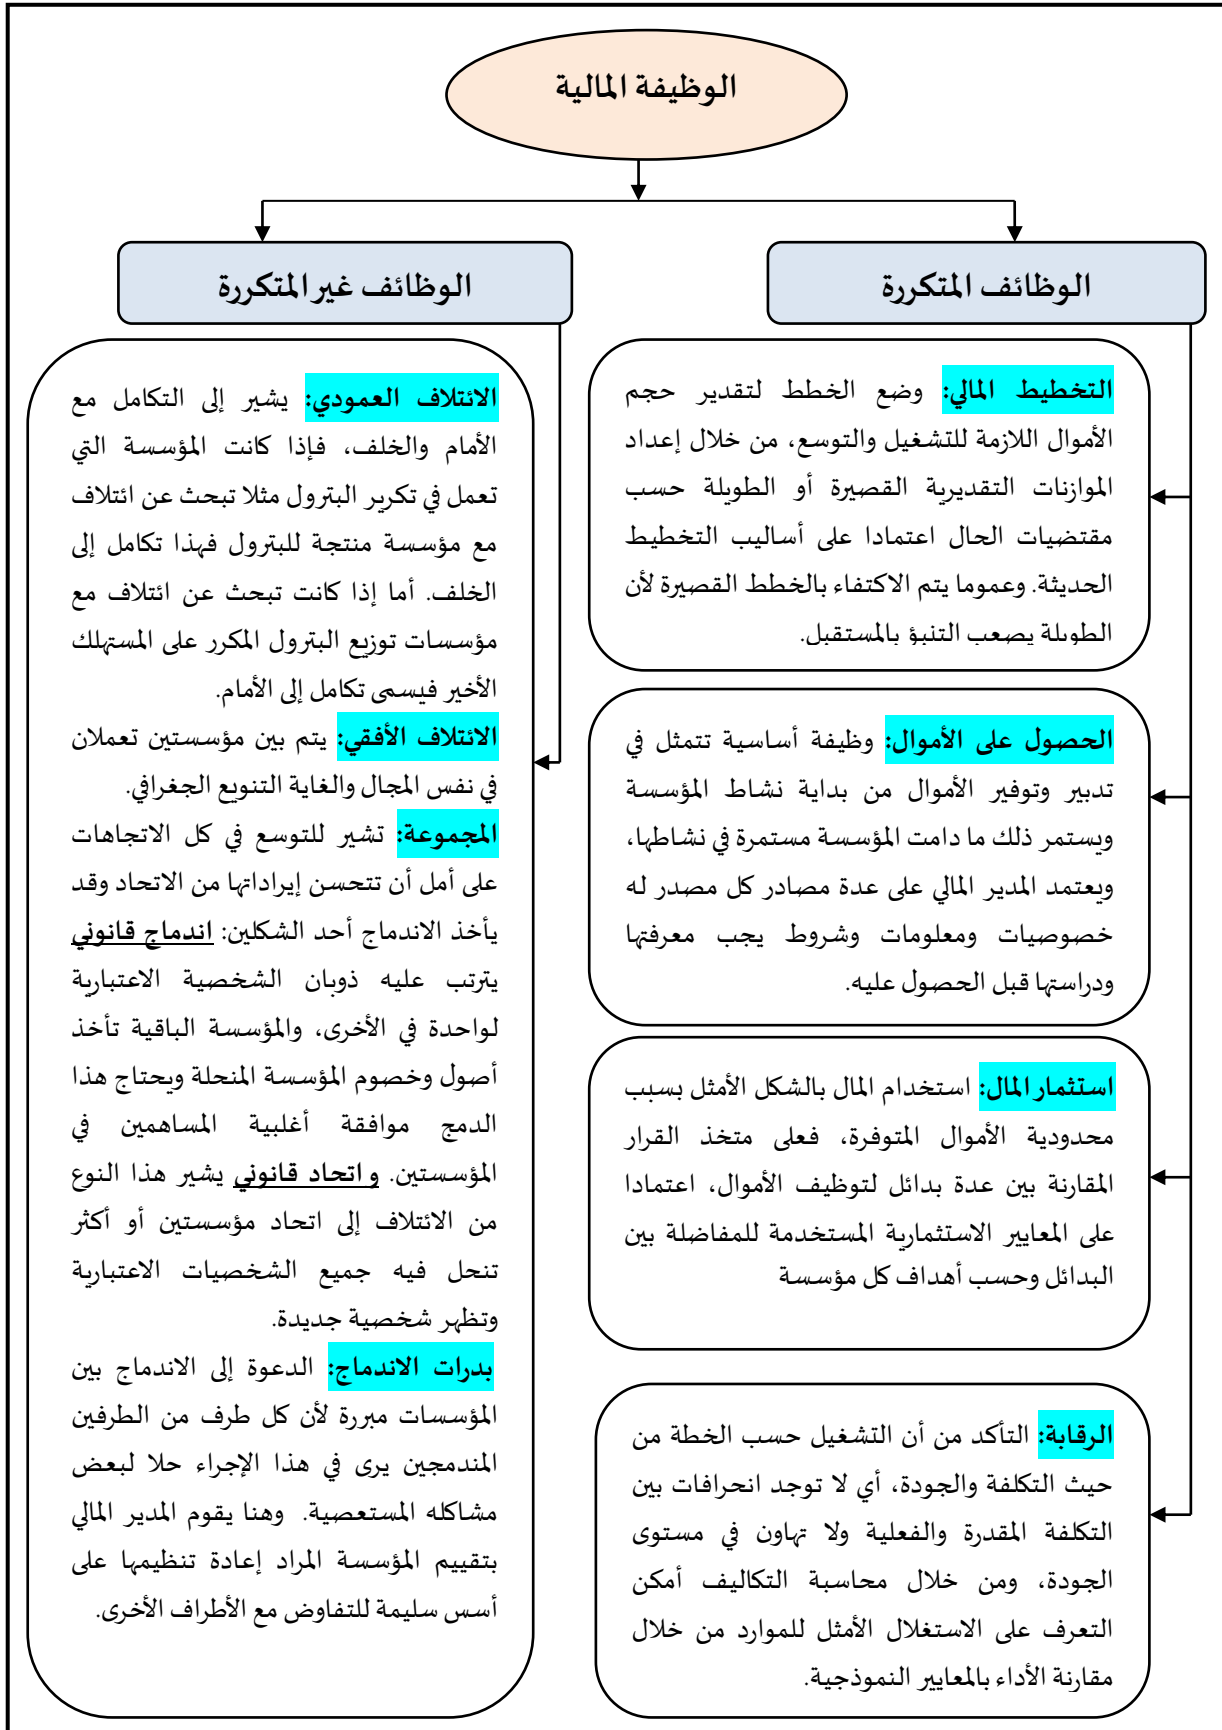 الوظيفة المالية
الوظائف المتكررة
الوظائف غير المتكررة
التخطيط المالي: وضع الخطط لتقدير حجم
الأموال اللازمة للتشغيل والتوسع، من خلال إعداد
الموازنات التقديرية القصيرة أو الطويلة حسب
مقتضيات الحال اعتمادا على أساليب التخطيط
الحديثة. وعموما يتم الاكتفاء بالخطط القصيرة لأن
الطويلة يصعب التنبؤ بالمستقبل.
الحصول على الأموال: وظيفة أساسية تتمثل في
تدبير وتوفير الأموال من بداية نشاط المؤسسة
ويستمر ذلك ما دامت المؤسسة مستمرة في نشاطها،
ويعتمد المدير المالي على عدة مصادر كل مصدر له
خصوصيات ومعلومات وشروط يجب معرفتها
ودراستها قبل الحصول عليه.
استثمار المال: استخدام المال بالشكل الأمثل بسبب
محدودية الأموال المتوفرة، فعلى متخذ القرار
المقارنة بين عدة بدائل لتوظيف الأموال، اعتمادا
على المعايير الاستثمارية المستخدمة للمفاضلة بين
البدائل وحسب أهداف كل مؤسسة
الرقابة: التأكد من أن التشغيل حسب الخطة من
حيث التكلفة والجودة، أي لا توجد انحرافات بين
التكلفة المقدرة والفعلية ولا تهاون في مستوى
الجودة، ومن خلال محاسبة التكاليف أمكن
التعرف على الاستغلال الأمثل للموارد من خلال
مقارنة الأداء بالمعايير النموذجية.
الائتلاف العمودي: يشير إلى التكامل مع
الأمام والخلف، فإذا كانت المؤسسة التي
تعمل في تكرير البترول مثلا تبحث عن ائتلاف
مع مؤسسة منتجة للبترول فهذا تكامل إلى
الخلف. أما إذا كانت تبحث عن ائتلاف مع
مؤسسات توزيع البترول المكرر على المستهلك
الأخير فيسمى تكامل إلى الأمام.
الائتلاف الأفقي: يتم بين مؤسستين تعملان
في نفس المجال والغاية التنويع الجغرافي.
المجموعة: تشير للتوسع في كل الاتجاهات
على أمل أن تتحسن إيراداتها من الاتحاد وقد
يأخذ الاندماج أحد الشكلين: اندماج قانوني
يترتب عليه ذوبان الشخصية الاعتبارية
لواحدة في الأخرى، والمؤسسة الباقية تأخذ
أصول وخصوم المؤسسة المنحلة ويحتاج هذا
الدمج موافقة أغلبية المساهمين في
المؤسستين. واتحاد قانوني يشير هذا النوع
من الائتلاف إلى اتحاد مؤسستين أو أكثر
تنحل فيه جميع الشخصيات الاعتبارية
وتظهر شخصية جديدة.
بدرات الاندماج: الدعوة إلى الاندماج بين
المؤسسات مبررة لأن كل طرف من الطرفين
المندمجين يرى في هذا الإجراء حلا لبعض
مشاكله المستعصية. وهنا يقوم المدير المالي
بتقييم المؤسسة المراد إعادة تنظيمها على
أسس سليمة للتفاوض مع الأطراف الأخرى.